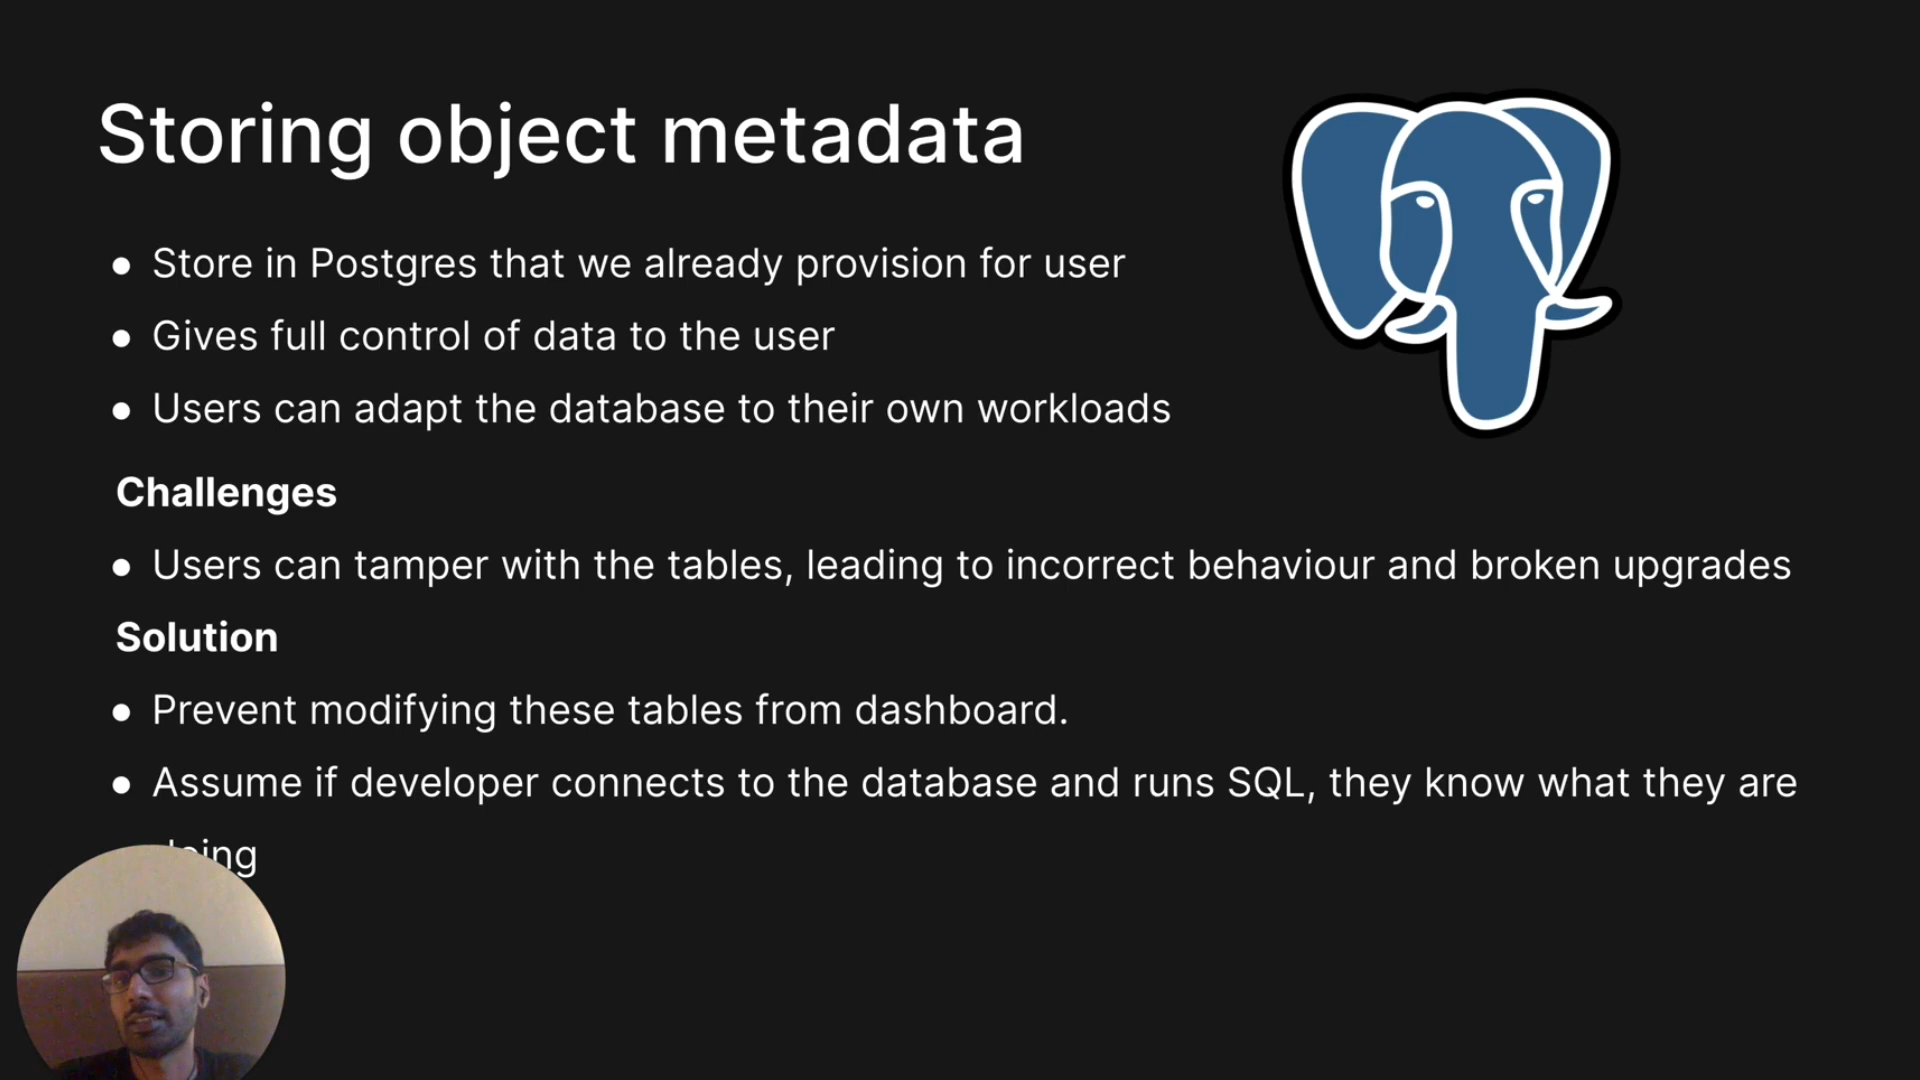 Storing object metadata
● Store in Postgres that we already provision for user
● Gives full control of data to the user
● Users can adapt the database to their own workloads
Challenges
● Users can tamper with the tables, leading to incorrect behaviour and broken upgrades
Solution
● Prevent modifying these tables from dashboard.
● Assume if developer connects to the database and runs SQL, they know what they are
doing